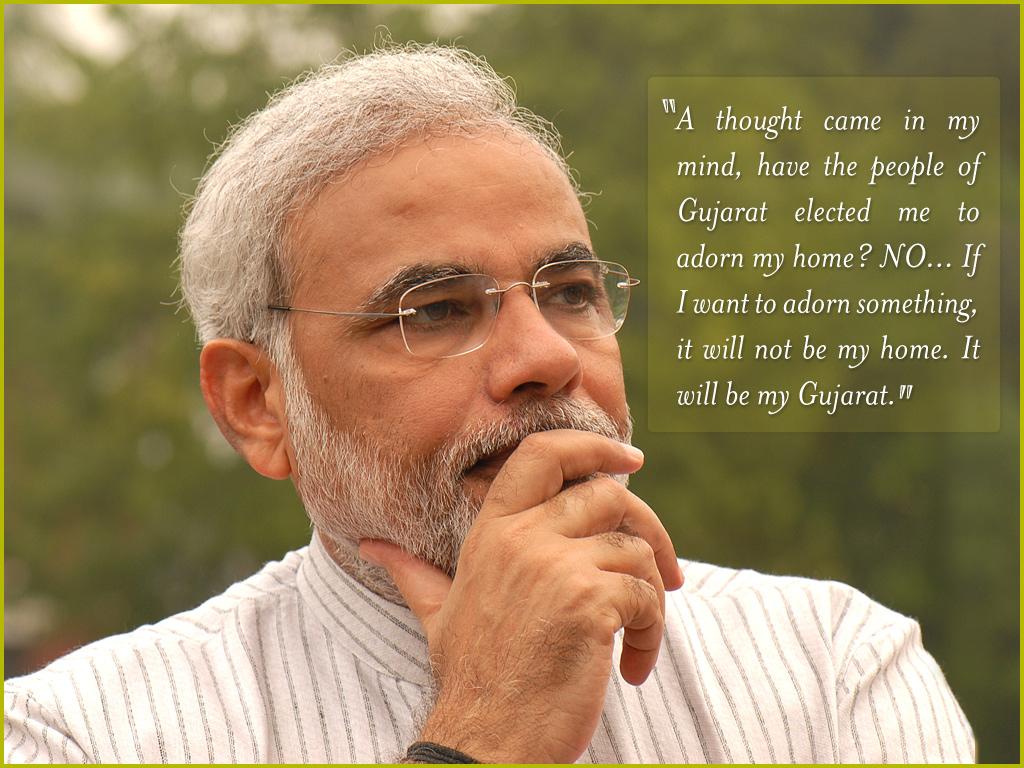 "A thought came in my
mind, have the people of
Gujarat elected me to
adorn my home? NO... If
I want to adorn something,
it will not be my home. It
will be my Gujarat."